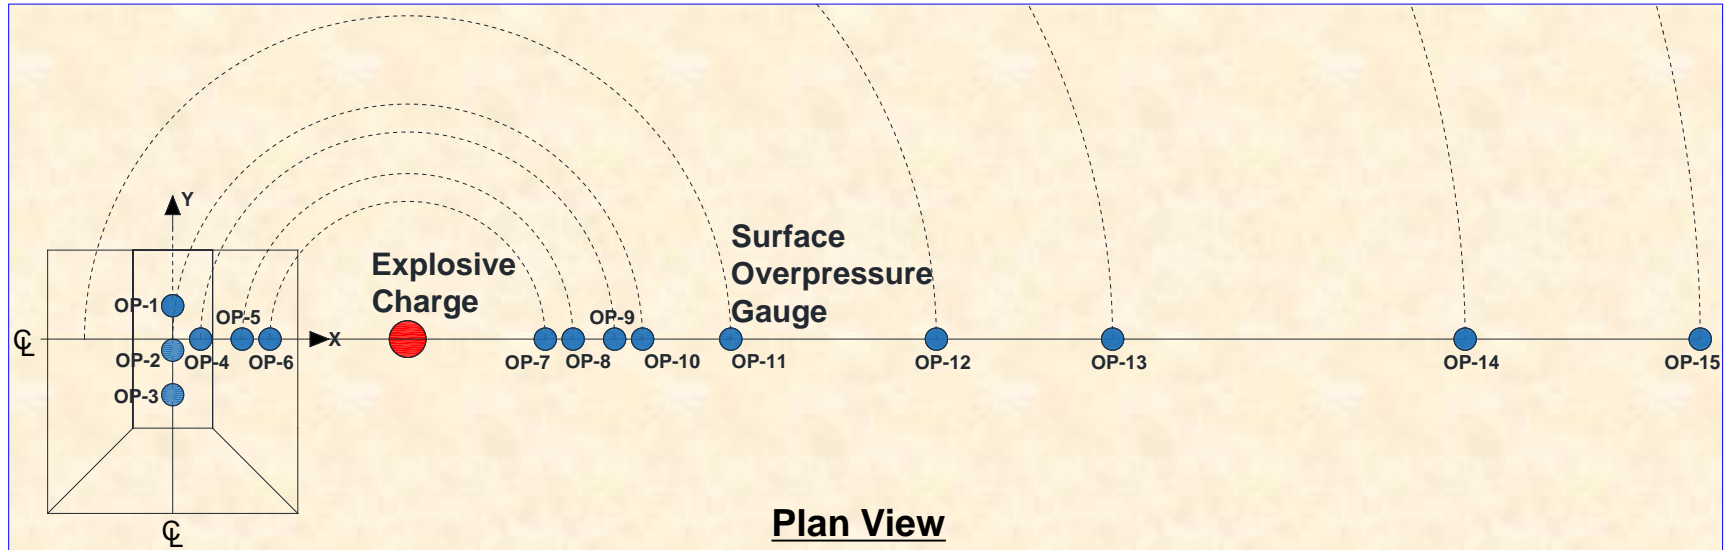 Y
Surface
Overpressure
Gauge
Explosive
Charge
OP-1
OP-5
OP-9
℄
X
OP-2
OP-4
OP-6
OP-7
OP-8
OP-10
OP-11
OP-12
OP-13
OP-14
OP-15
OP-3
Plan View
℄